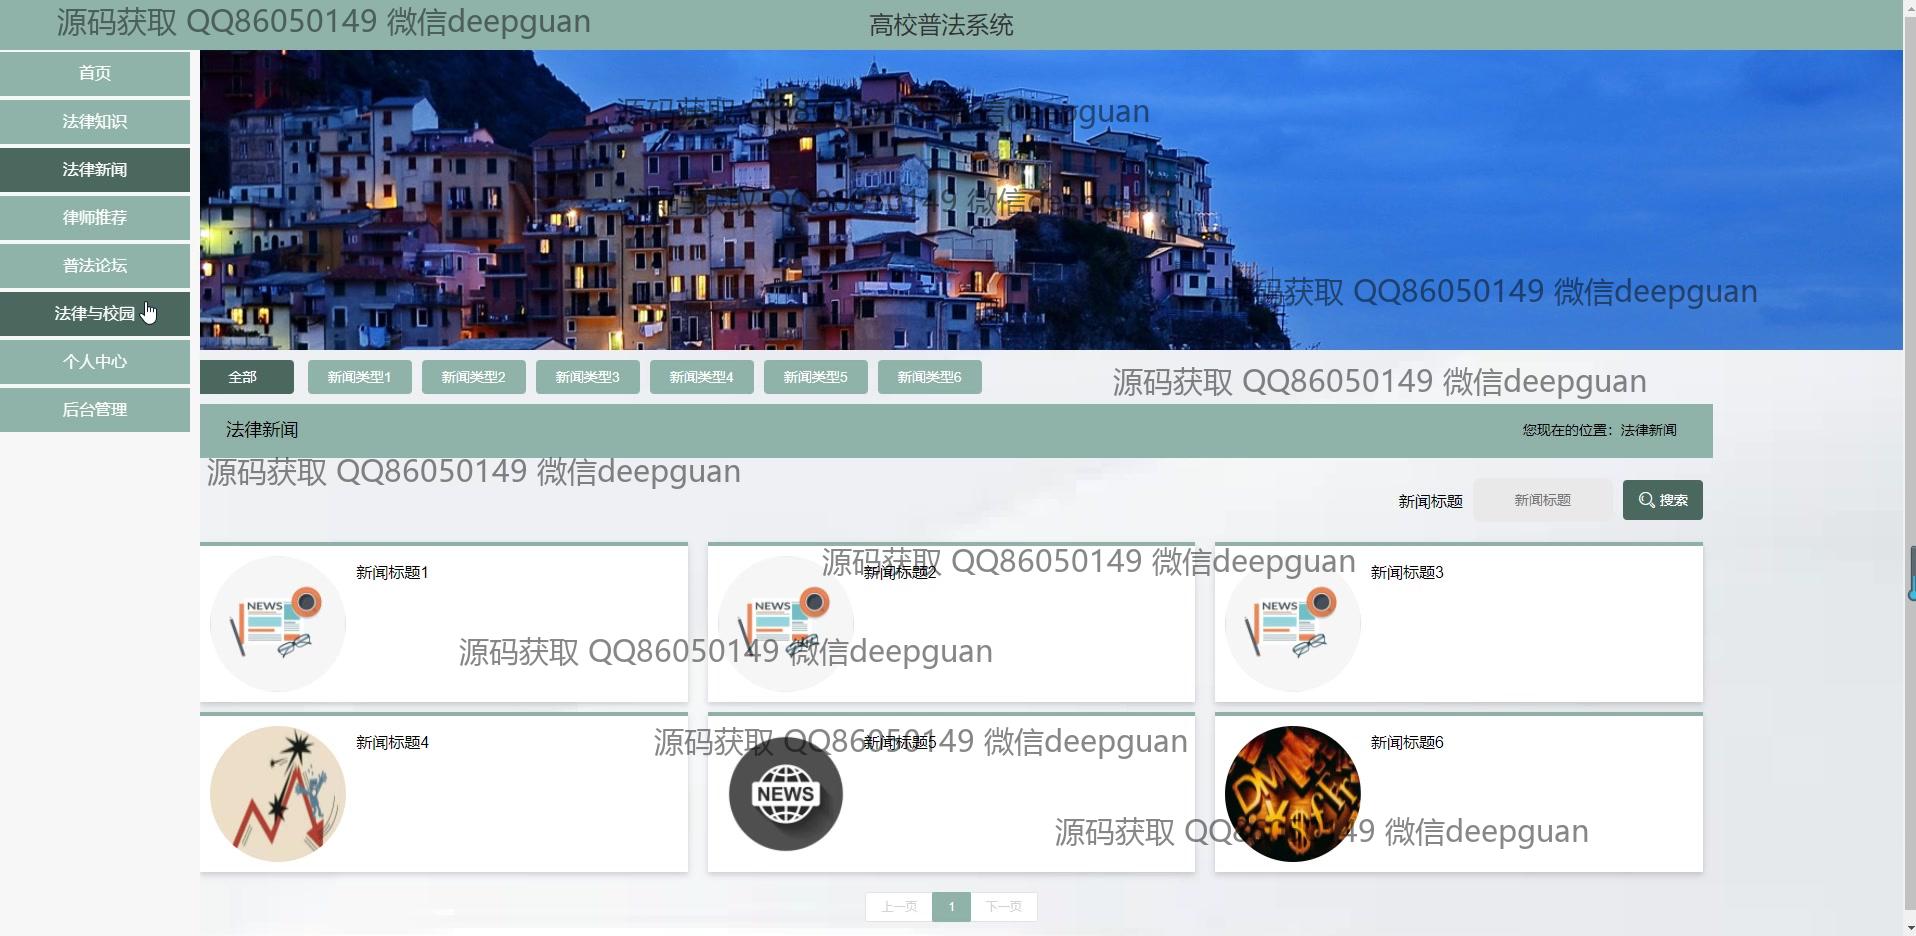 源码获取 QQ86050149 微信deepguan
高校普法系统
首页
法律知识
法律新闻
律师推荐
普法论坛
法律与校园
个人中心
后台管理
源码获取 QQ86050149 微信deepguan
源码获取 QQ86050149 微信deepguan
源码获取 QQ86050149 微信deepguan
全部
新闻类型1
新闻类型2
新闻类型3
新闻类型4
新闻类型5
新闻类型6
源码获取 QQ86050149 微信deepguan
法律新闻
您现在的位置：法律新闻
源码获取 QQ86050149 微信deepguan
新闻标题
新闻标题
搜索
源码获取 QQ86050149 微信deepguan
NEWS
新闻标题1
NEWS
新闻标题2
NEWS
新闻标题3
源码获取 QQ86050149 微信deepguan
源码获取 QQ86050149 微信deepguan
新闻标题4
NEWS
新闻标题5
DM
¥
$fh
新闻标题6
源码获取 QQ86050149 微信deepguan
上一页
1
下一页